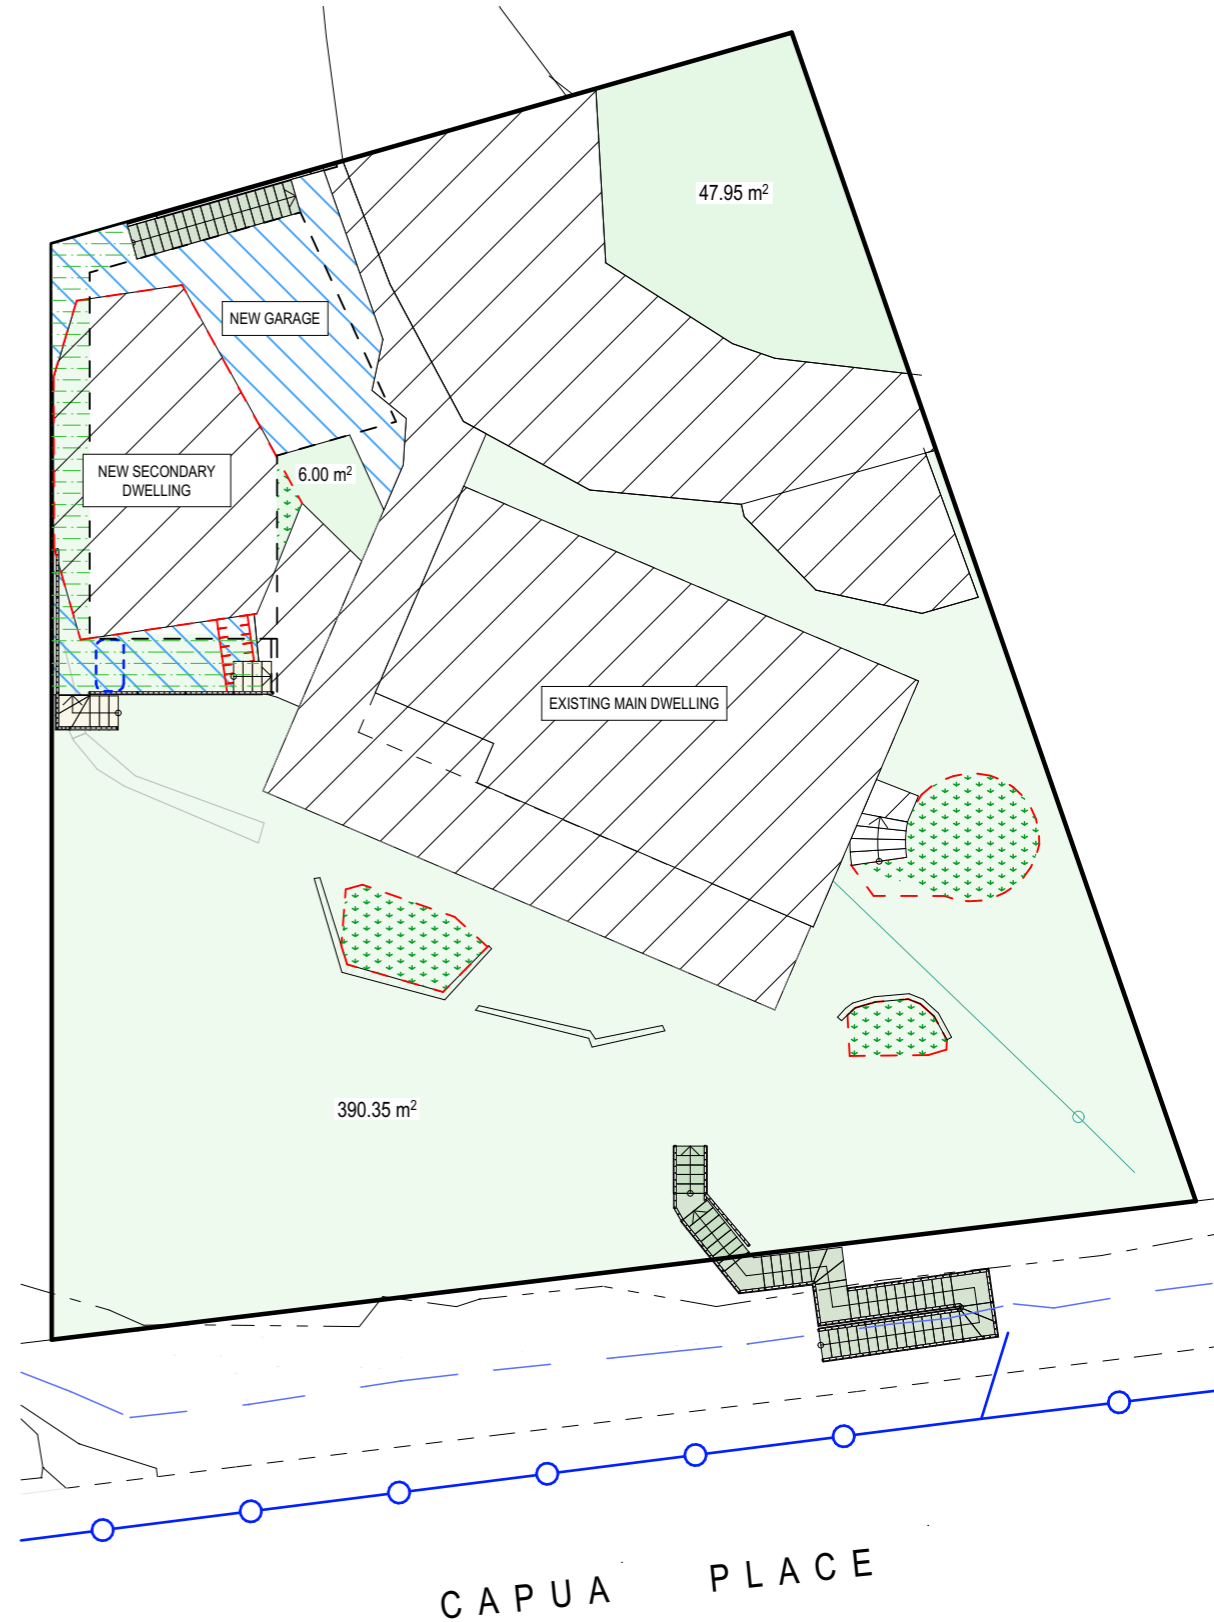 47.95 m²
NEW GARAGE
NEW SECONDARY
DWELLING
6.00 m²
EXISTING MAIN DWELLING
390.35 m²
CAPUA PLACE